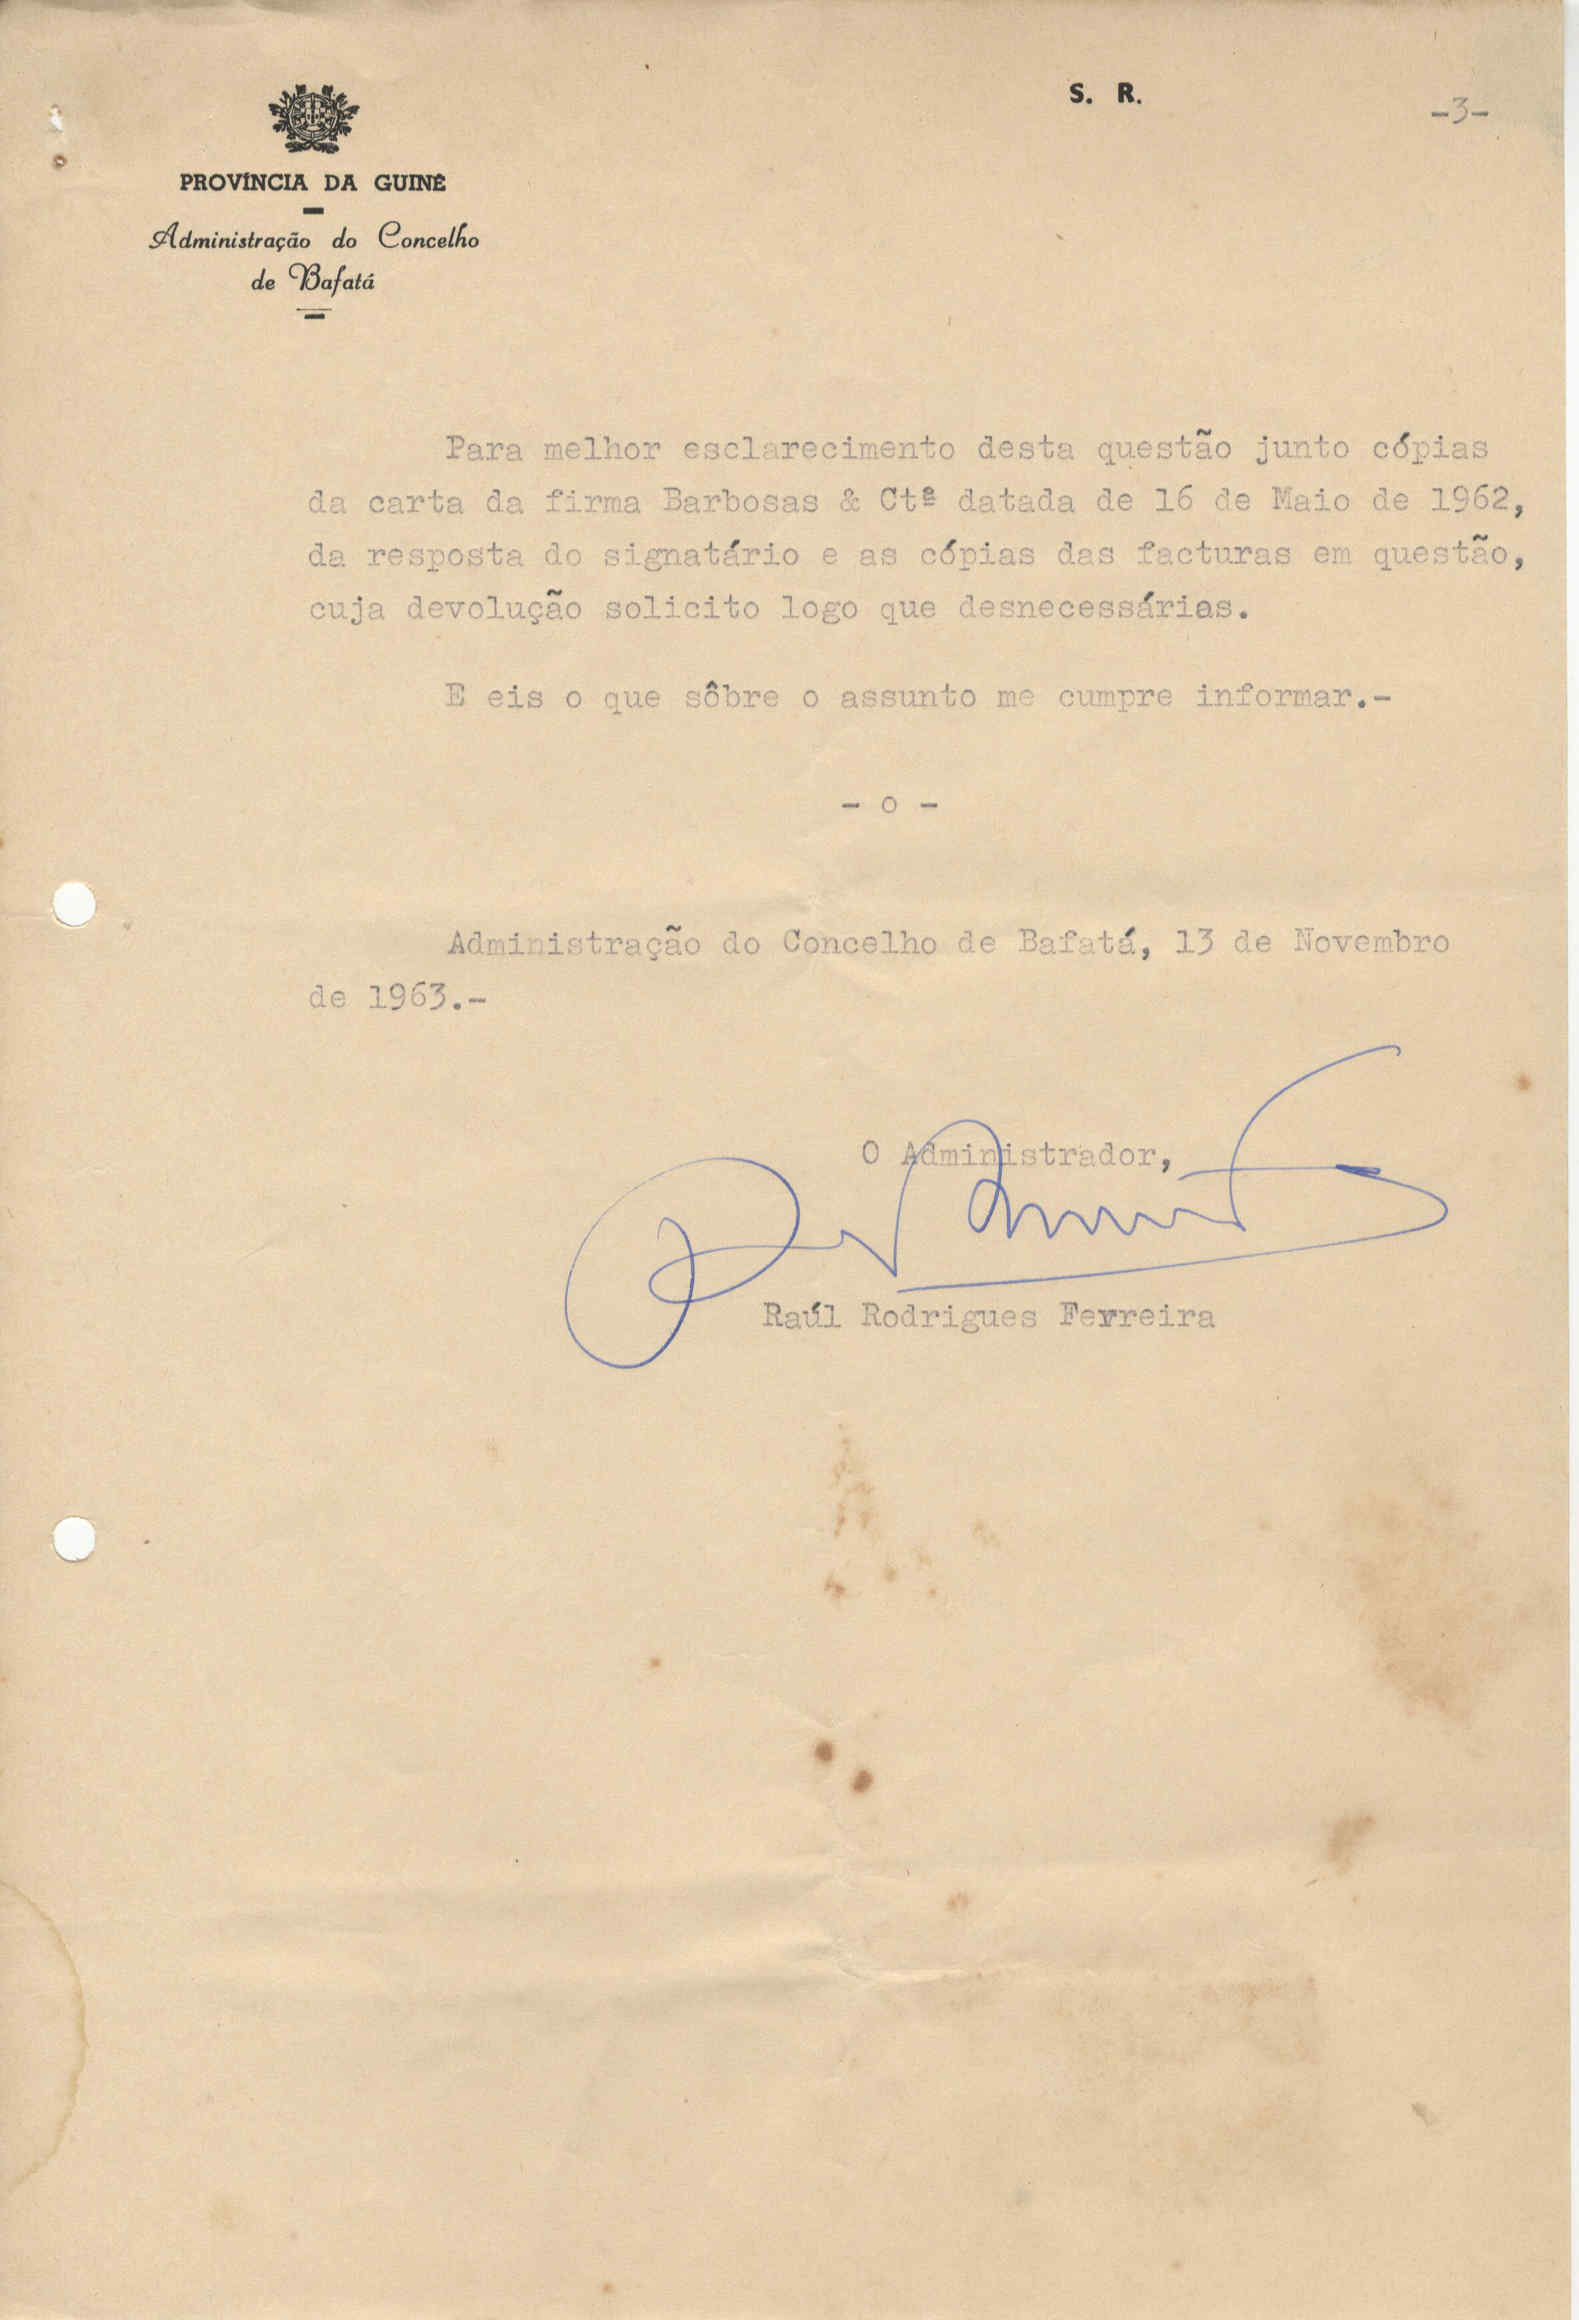 S. R.
-3-
PROVÍNCIA DA GUINÉ
Administração do Concelho
de Bafatá
Para melhor esclarecimento desta questão junto cópias
da carta da firma Barbosas & Ctª datada de 16 de Maio de 1962,
da resposta do signatário e as cópias das facturas em questão,
cuja devolução solicito logo que desnecessárias.
E eis o que sôbre o assunto me cumpre informar.-
- o -
Administração do Concelho de Bafatá, 13 de Novembro
de 1963.-
O Administrador,
Raúl Rodrigues Ferreira